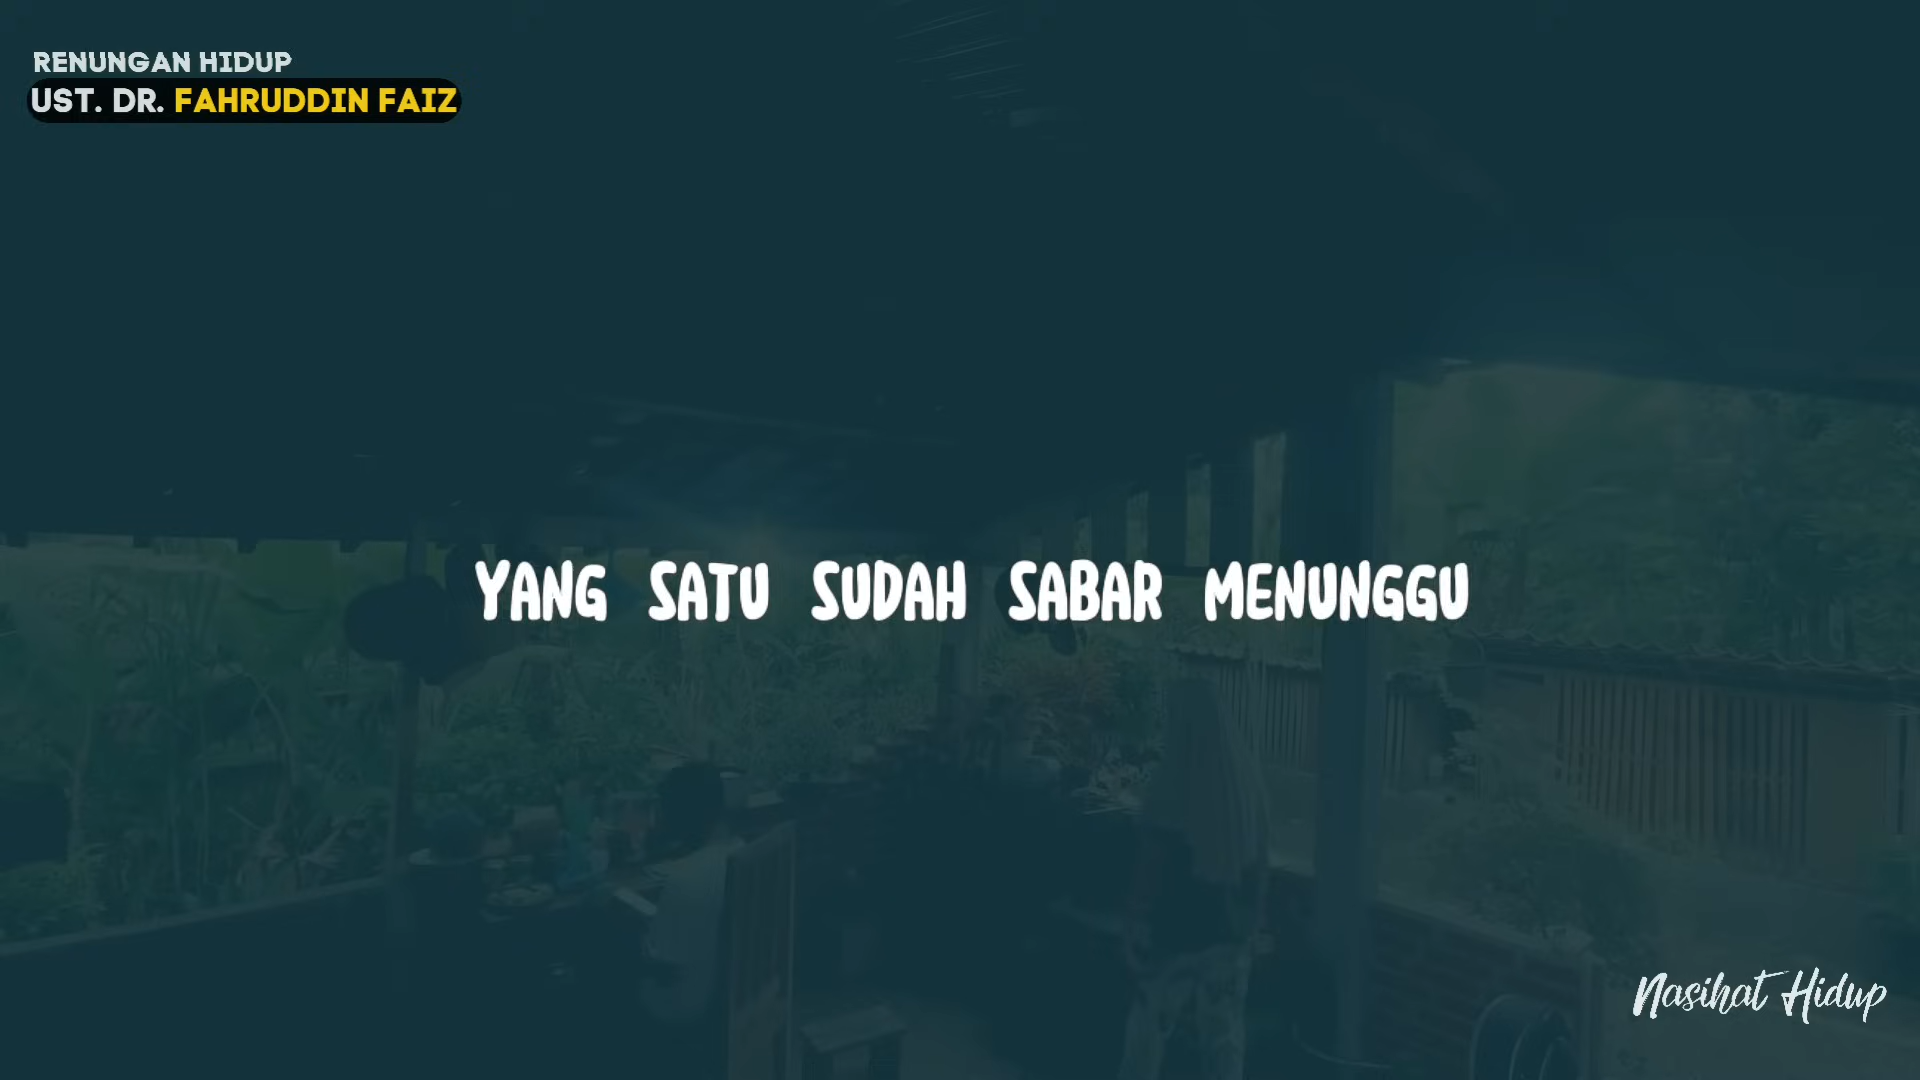 RENUNGAN HIDUP
UST. DR. FAHRUDDIN FAIZ
YANG SATU SUDAH SABAR MENUNGGU
Nasihat Hidup